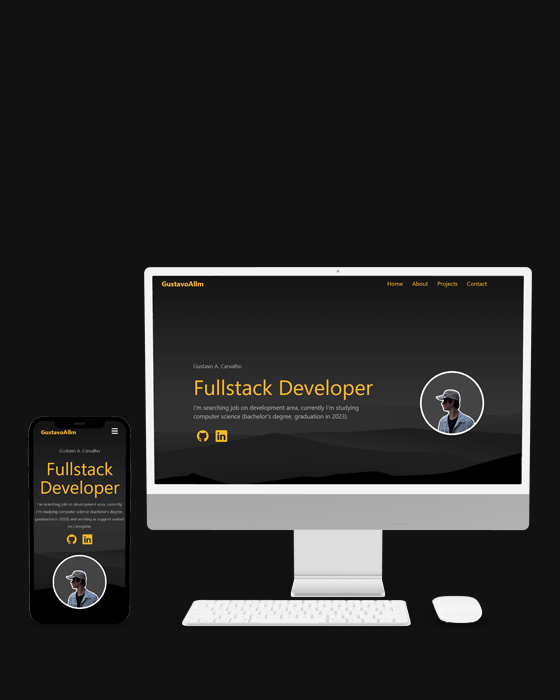 GustavoAllm
Home About Projects Contact
Gustavo A. Carvalho
Fullstack Developer
I'm searching job on development area, currently I'm studying
computer science (bachelor's degree, graduation in 2023).
GustavoAllm
Gustavo A. Carvalho
Fullstack
Developer
I'm searching job on development area, currently
I'm studying computer science (bachelor's degree,
graduation in 2023) and working as support analyst
on